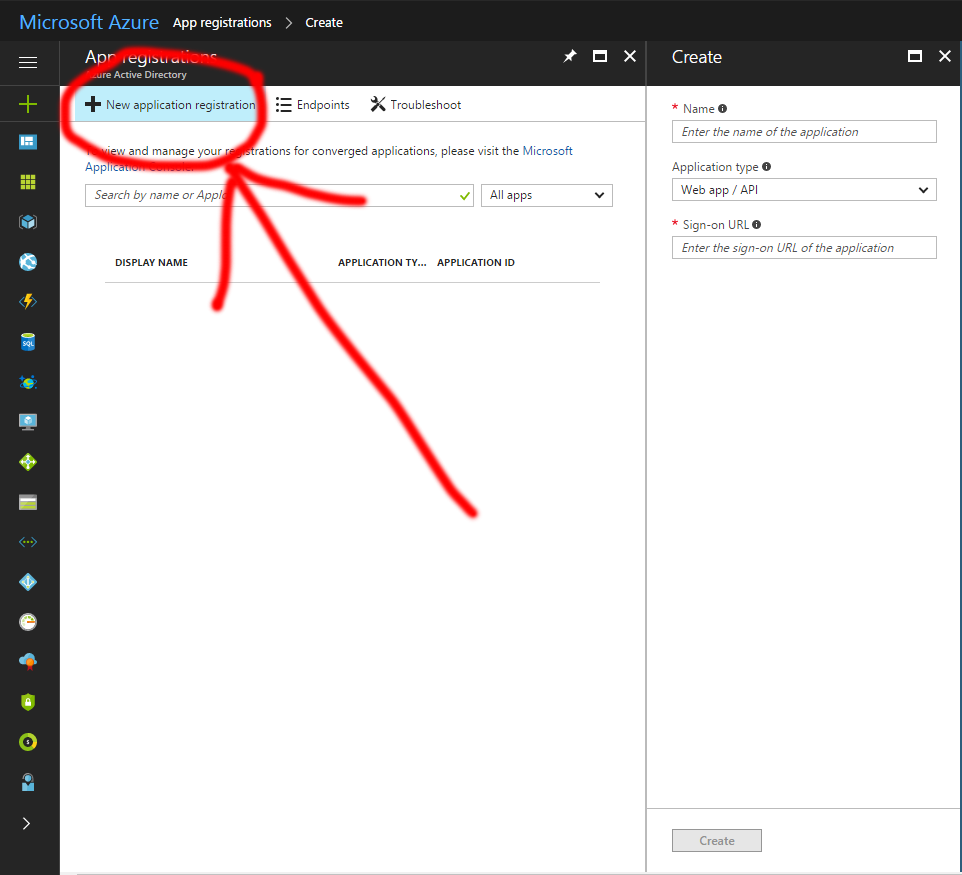 Microsoft Azure App registrations > Create
App registrations
Azure Active Directory
New application registration Endpoints Troubleshoot
To view and manage your registrations for converged applications, please visit the Microsoft
Application Console.
Search by name or Applic All apps
DISPLAY NAME APPLICATION TY... APPLICATION ID
SQL
Create
* Name
Enter the name of the application
Application type
Web app / API
* Sign-on URL
Enter the sign-on URL of the application
Create